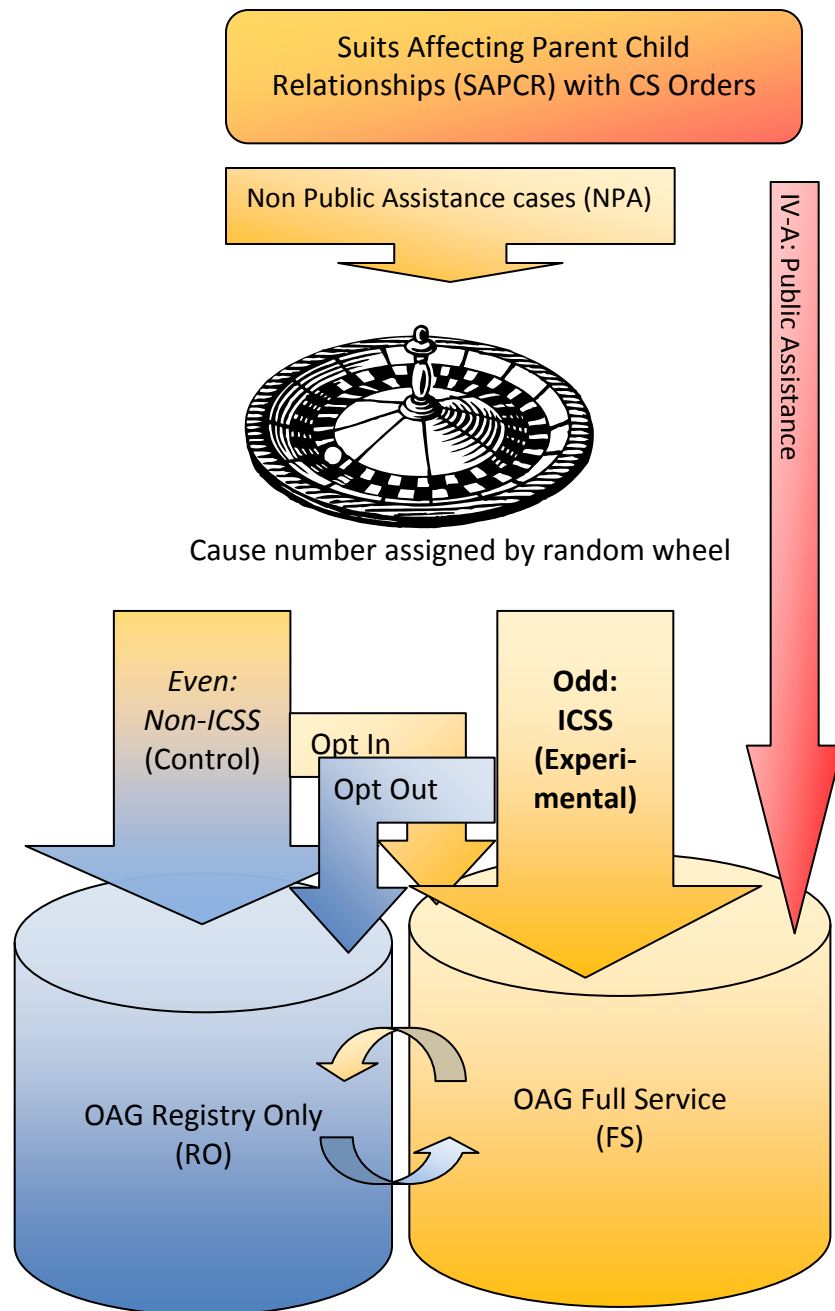 Suits Affecting Parent Child
Relationships (SAPCR) with CS Orders
Non Public Assistance cases (NPA)
IV-A: Public Assistance
Cause number assigned by random wheel
Even:
Non-ICSS
(Control)
Opt In
Opt Out
Odd:
ICSS
(Experi-
mental)
OAG Registry Only
(RO)
OAG Full Service
(FS)